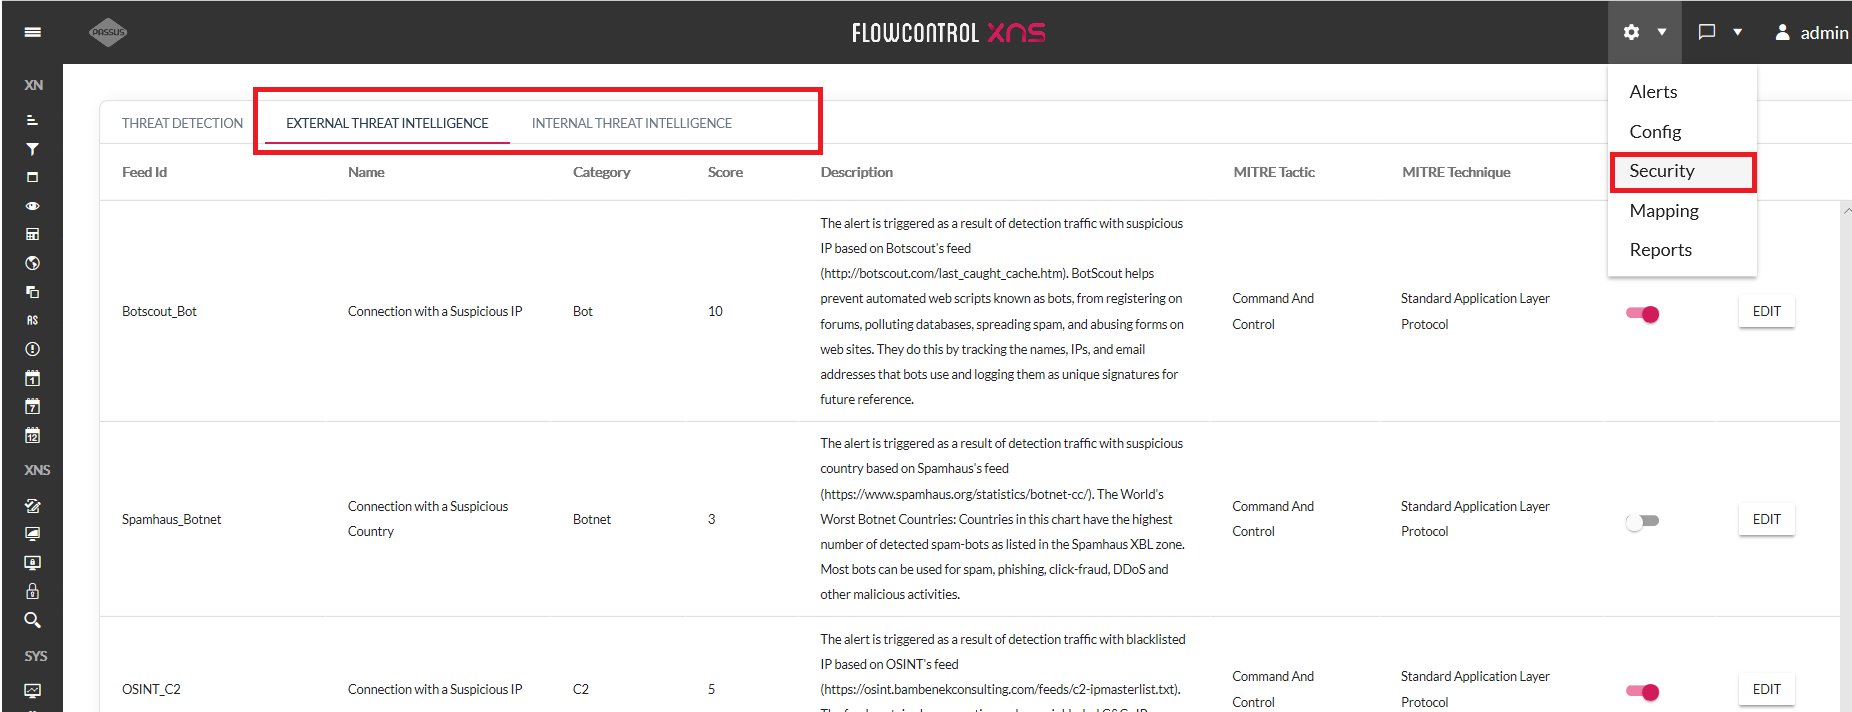 PASSUS
FLOWCONTROL XNS
admin
XN
AS
1
7
12
XNS
SYS
Alerts
Config
Security
Mapping
Reports
THREAT DETECTION
EXTERNAL THREAT INTELLIGENCE
INTERNAL THREAT INTELLIGENCE
Feed Id
Name
Category
Score
Description
MITRE Tactic
MITRE Technique
Botscout_Bot
Connection with a Suspicious IP
Bot
10
The alert is triggered as a result of detection traffic with suspicious
IP based on Botscout's feed
(http://botscout.com/last_caught_cache.htm). BotScout helps
prevent automated web scripts known as bots, from registering on
forums, polluting databases, spreading spam, and abusing forms on
web sites. They do this by tracking the names, IPs, and email
addresses that bots use and logging them as unique signatures for
future reference.
Command And
Control
Standard Application Layer
Protocol
EDIT
Spamhaus_Botnet
Connection with a Suspicious
Country
Botnet
3
The alert is triggered as a result of detection traffic with suspicious
country based on Spamhaus's feed
(https://www.spamhaus.org/statistics/botnet-cc/). The World's
Worst Botnet Countries: Countries in this chart have the highest
number of detected spam-bots as listed in the Spamhaus XBL zone.
Most bots can be used for spam, phishing, click-fraud, DDoS and
other malicious activities.
Command And
Control
Standard Application Layer
Protocol
EDIT
OSINT_C2
Connection with a Suspicious IP
C2
5
The alert is triggered as a result of detection traffic with blacklisted
IP based on OSINT's feed
(https://osint.bambenekconsulting.com/feeds/c2-ipmasterlist.txt).
Command And
Control
Standard Application Layer
Protocol
EDIT